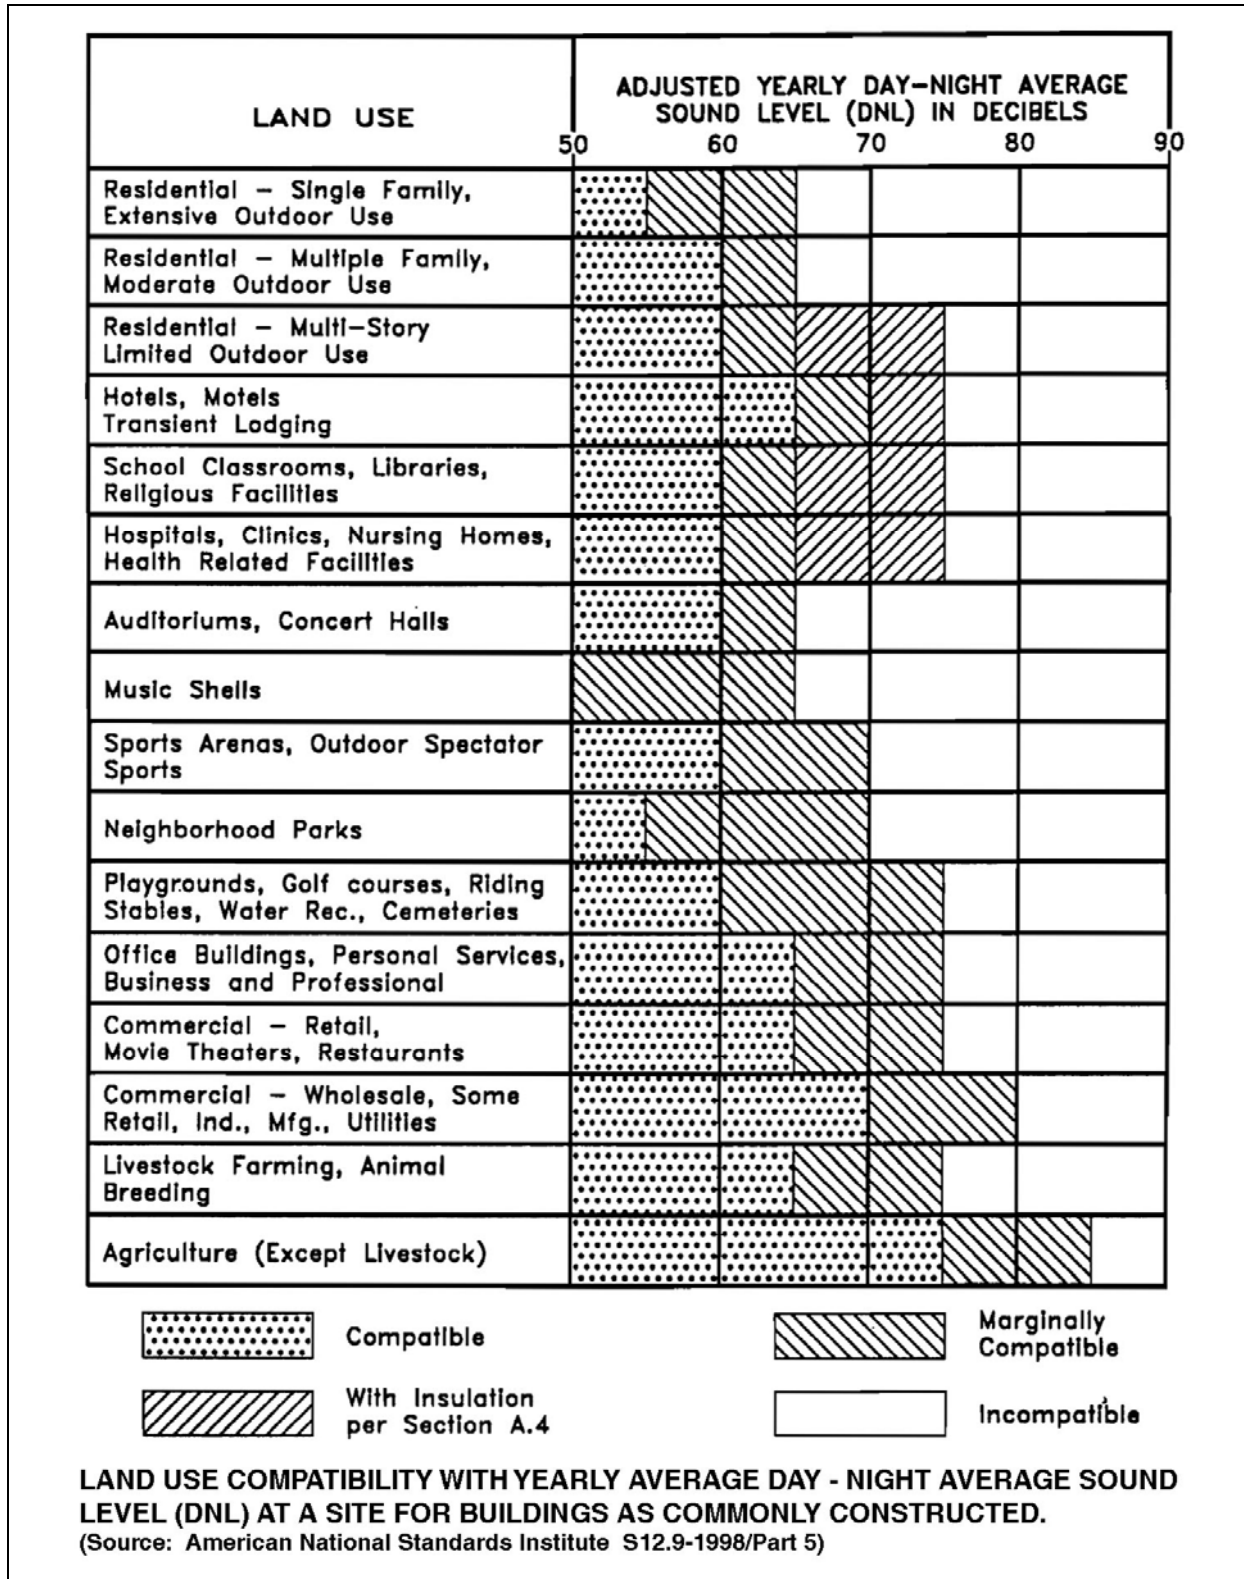 LAND USE
ADJUSTED YEARLY DAY-NIGHT AVERAGE
SOUND LEVEL (DNL) IN DECIBELS
50 60 70 80 90
Residential - Single Family,
Extensive Outdoor Use
Residential - Multiple Family,
Moderate Outdoor Use
Residential - Multi-Story
Limited Outdoor Use
Hotels, Motels
Transient Lodging
School Classrooms, Libraries,
Religious Facilities
Hospitals, Clinics, Nursing Homes,
Health Related Facilities
Auditoriums, Concert Halls
Music Shells
Sports Arenas, Outdoor Spectator
Sports
Neighborhood Parks
Playgrounds, Golf courses, Riding
Stables, Water Rec., Cemeteries
Office Buildings, Personal Services,
Business and Professional
Commercial - Retail,
Movie Theaters, Restaurants
Commercial - Wholesale, Some
Retail, Ind., Mfg., Utilities
Livestock Farming, Animal
Breeding
Agriculture (Except Livestock)
Compatible
Marginally
Compatible
With Insulation
per Section A.4
Incompatible
LAND USE COMPATIBILITY WITH YEARLY AVERAGE DAY - NIGHT AVERAGE SOUND
LEVEL (DNL) AT A SITE FOR BUILDINGS AS COMMONLY CONSTRUCTED.
(Source: American National Standards Institute S12.9-1998/Part 5)